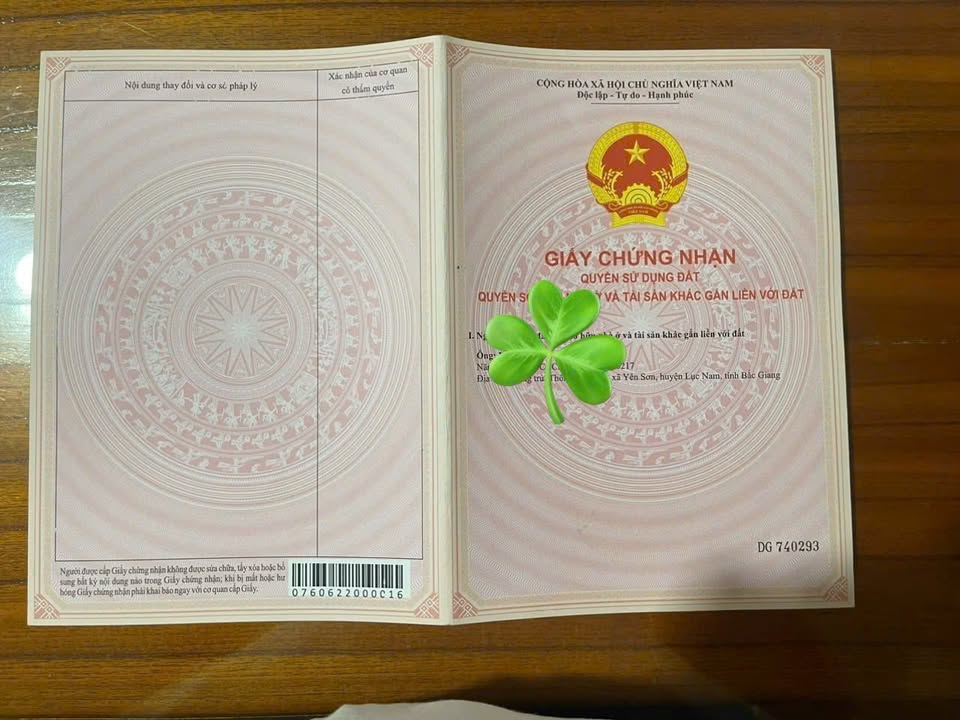 Nội dung thay đổi và cơ sở pháp lý
Xác nhận của cơ quan
có thẩm quyền
Người được cấp Giấy chứng nhận không được sửa chữa, tẩy xóa hoặc bổ
sung bất kỳ nội dung nào trong Giấy chứng nhận; khi bị mất hoặc hư
hỏng Giấy chứng nhận phải khai báo ngay với cơ quan cấp Giấy.
0760622000016
CỘNG HÒA XÃ HỘI CHỦ NGHĨA VIỆT NAM
Độc lập - Tự do - Hạnh phúc
GIẤY CHỨNG NHẬN
QUYỀN SỬ DỤNG ĐẤT
QUYỀN VÀ TÀI SẢN KHÁC GẮN LIỀN VỚI ĐẤT
I. ở và tài sản khác gắn liền với đất
Ông:
217
xã Yên Sơn, huyện Lục Nam, tỉnh Bắc Giang
DG 740293